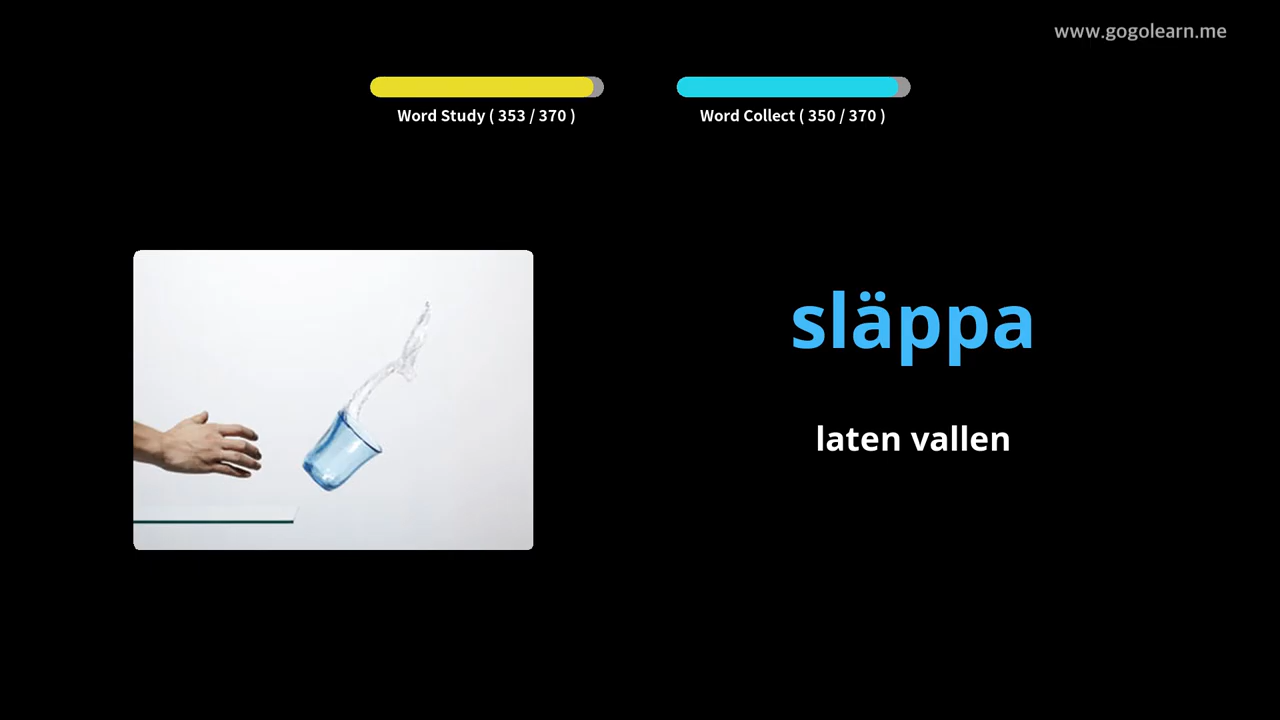 www.gogolearn.me
Word Study ( 353 / 370 )
Word Collect ( 350 / 370 )
släppa
laten vallen